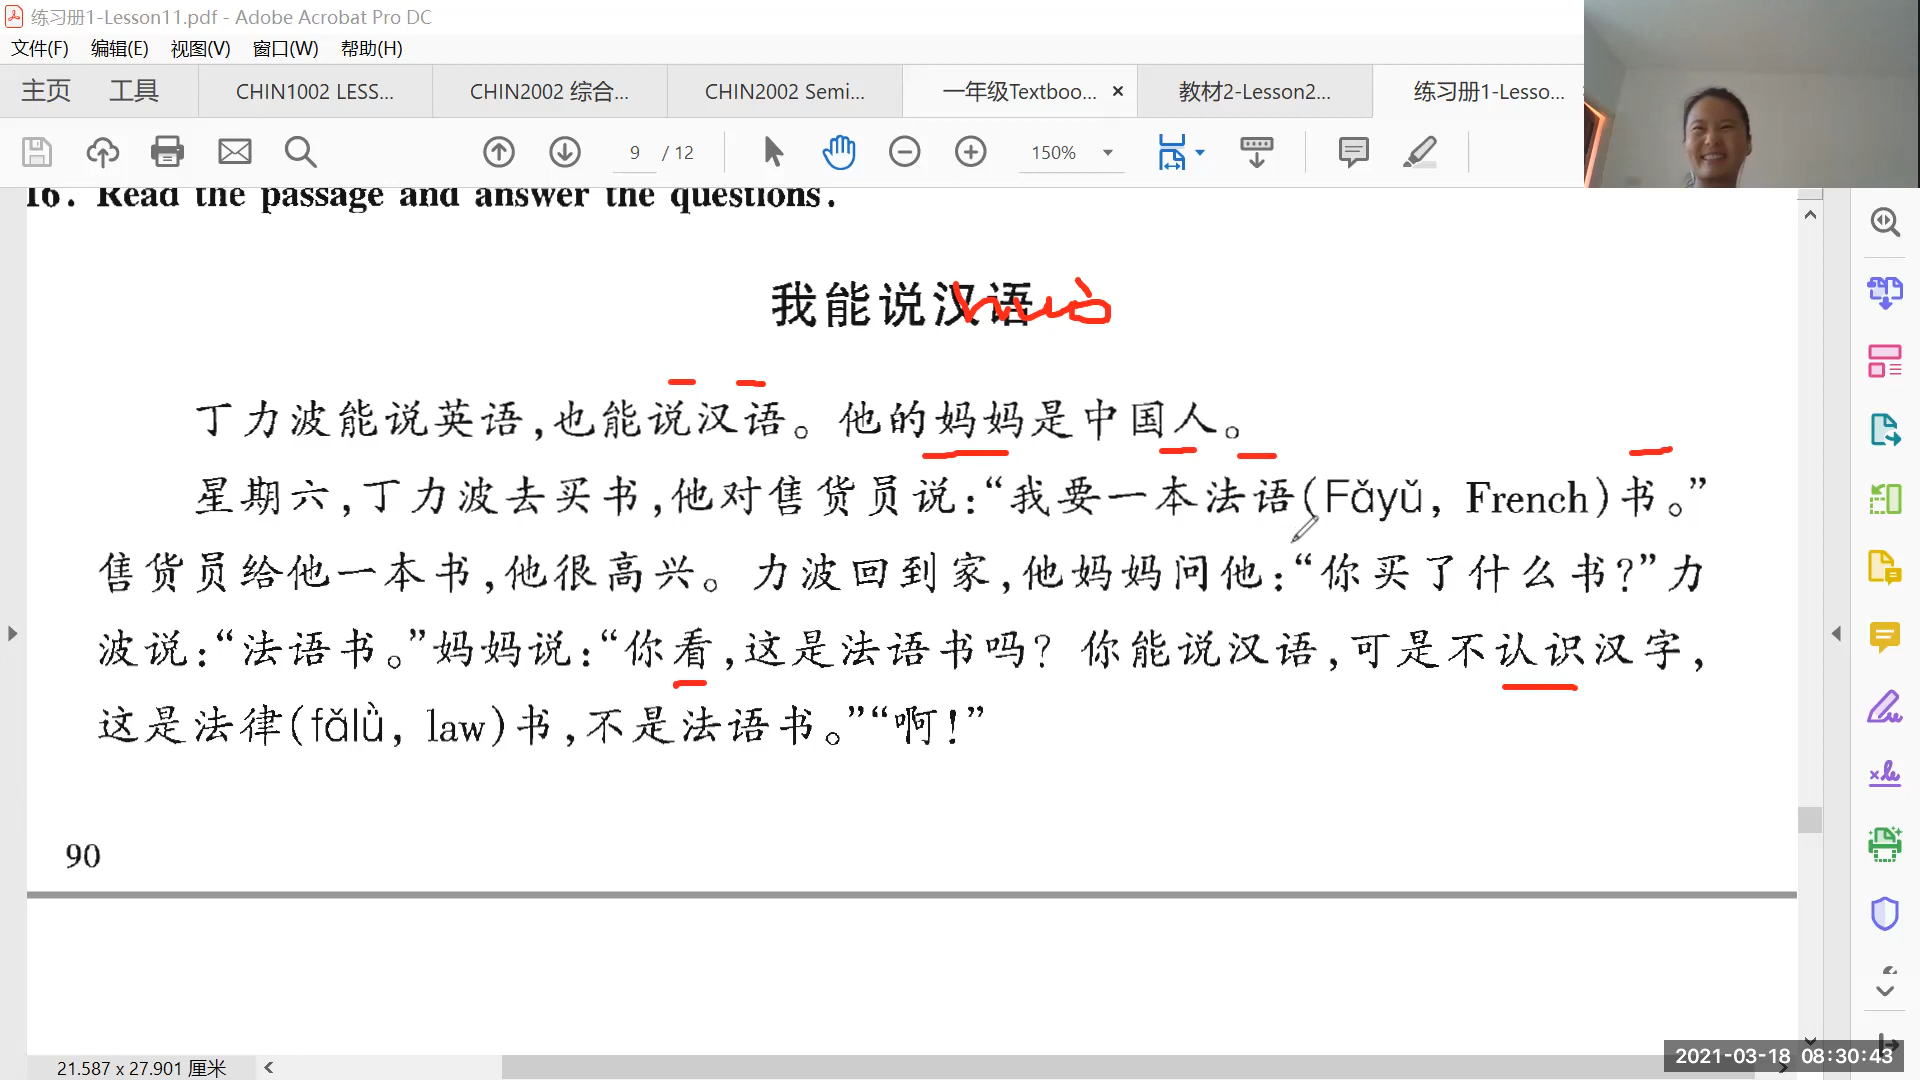 练习册1-Lesson11.pdf - Adobe Acrobat Pro DC
文件(F) 编辑(E) 视图(V) 窗口(W) 帮助(H)
主页 工具 CHIN1002 LESS... CHIN2002 综合... CHIN2002 Semi... 一年级Textboo... × 教材2-Lesson2... 练习册1-Lesso...
9 / 12 150%
16. Read the passage and answer the questions.
我能说汉语
丁力波能说英语,也能说汉语。他的妈妈是中国人。
星期六,丁力波去买书,他对售货员说:“我要一本法语(Fǎyǔ, French)书。”
售货员给他一本书,他很高兴。力波回到家,他妈妈问他:“你买了什么书?”力
波说:“法语书。”妈妈说:“你看,这是法语书吗? 你能说汉语,可是不认识汉字,
这是法律(fǎlǜ, law)书,不是法语书。”“啊!”
90
21.587 x 27.901 厘米
2021-03-18 08:30:43